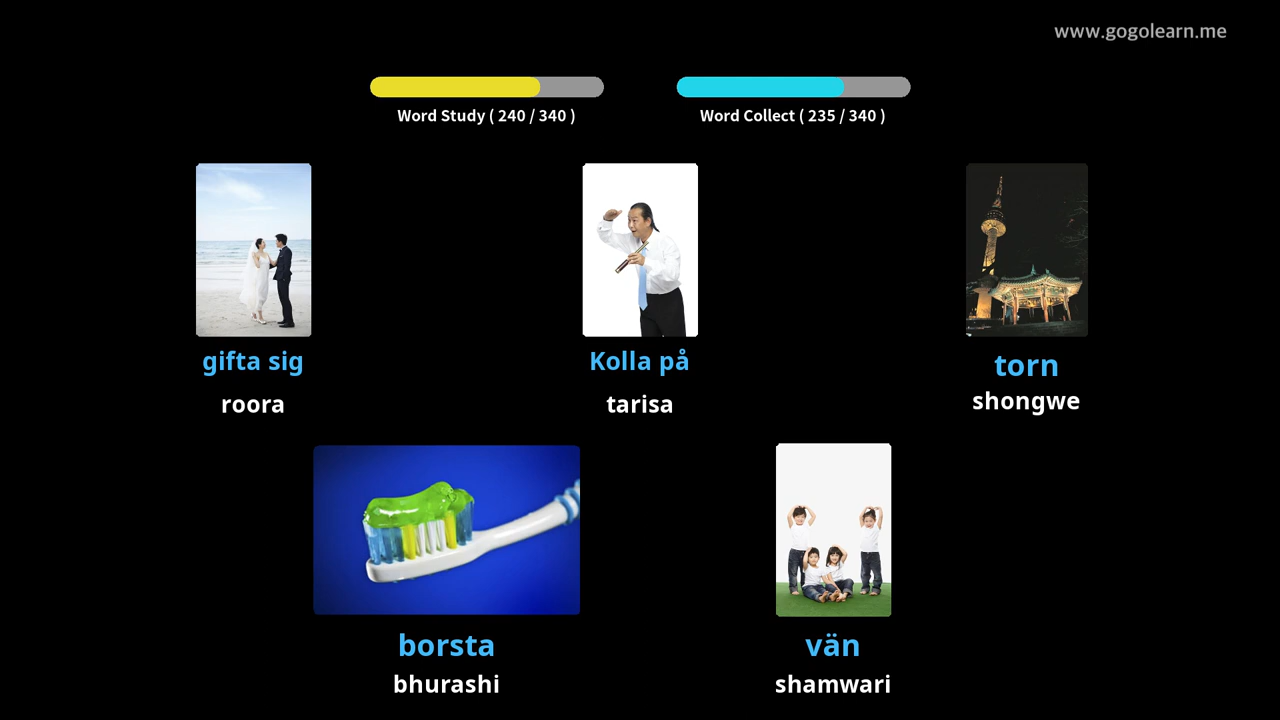 www.gogolearn.me
Word Study ( 240 / 340 )
Word Collect ( 235 / 340 )
gifta sig
roora
Kolla på
tarisa
torn
shongwe
borsta
bhurashi
vän
shamwari